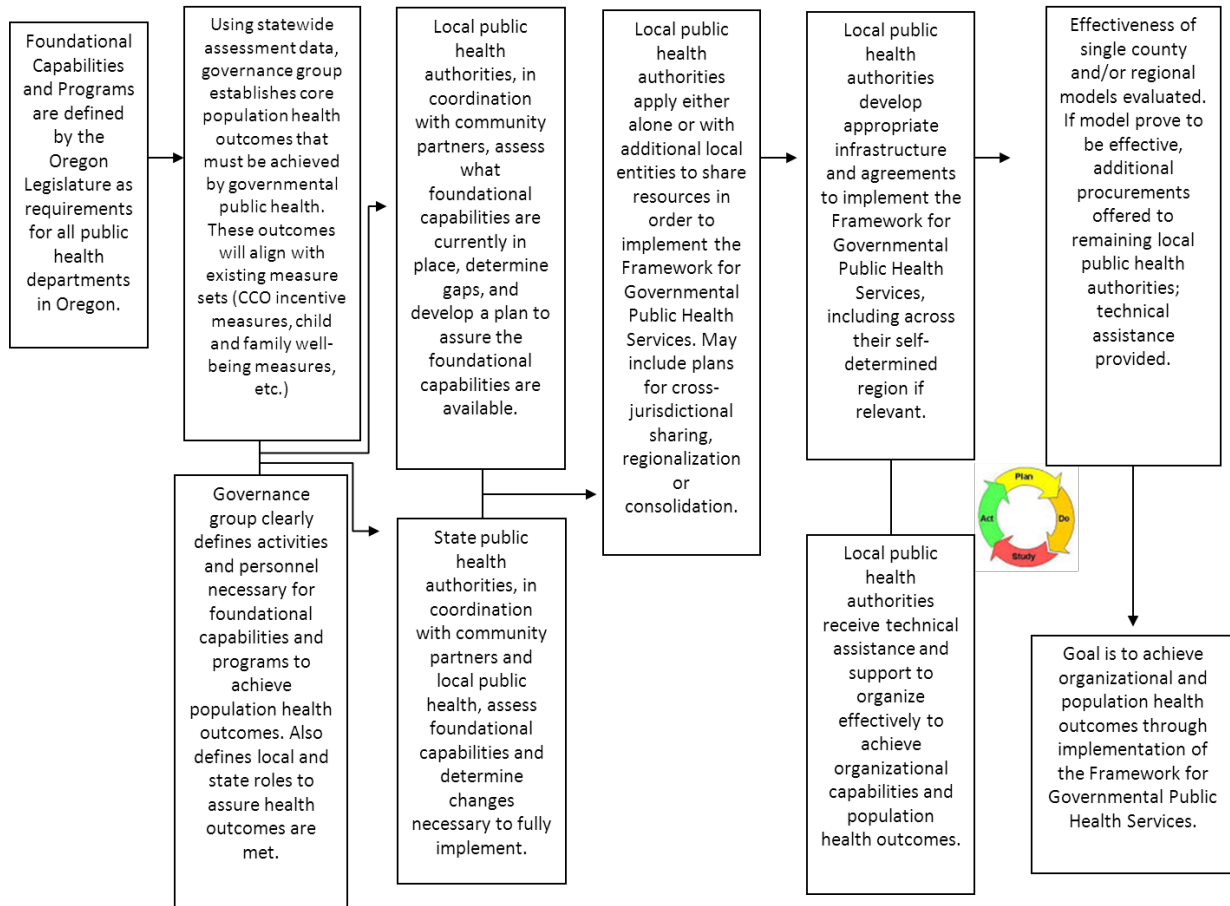 Foundational
Capabilities
and Programs
are defined
by the
Oregon
Legislature as
requirements
for all public
health
departments
in Oregon.
Using statewide
assessment data,
governance group
establishes core
population health
outcomes that
must be achieved
by governmental
public health.
These outcomes
will align with
existing measure
sets (CCO incentive
measures, child
and family well-
being measures,
etc.)
Governance
group clearly
defines activities
and personnel
necessary for
foundational
capabilities and
programs to
achieve
population health
outcomes. Also
defines local and
state roles to
assure health
outcomes are
met.
Local public
health
authorities, in
coordination
with community
partners, assess
what
foundational
capabilities are
currently in
place, determine
gaps, and
develop a plan to
assure the
foundational
capabilities are
available.
State public
health
authorities, in
coordination
with community
partners and
local public
health, assess
foundational
capabilities and
determine
changes
necessary to fully
implement.
Local public
health
authorities
apply either
alone or with
additional local
entities to share
resources in
order to
implement the
Framework for
Governmental
Public Health
Services. May
include plans for
cross-
jurisdictional
sharing,
regionalization
or
consolidation.
Local public
health
authorities
develop
appropriate
infrastructure
and agreements
to implement the
Framework for
Governmental
Public Health
Services,
including across
their self-
determined
region if
relevant.
Local public
health
authorities
receive technical
assistance and
support to
organize
effectively to
achieve
organizational
capabilities and
population
health outcomes.
Plan
Do
Study
Act
Effectiveness of
single county
and/or regional
models evaluated.
If model prove to
be effective,
additional
procurements
offered to
remaining local
public health
authorities;
technical
assistance
provided.
Goal is to achieve
organizational and
population health
outcomes through
implementation of
the Framework for
Governmental Public
Health Services.